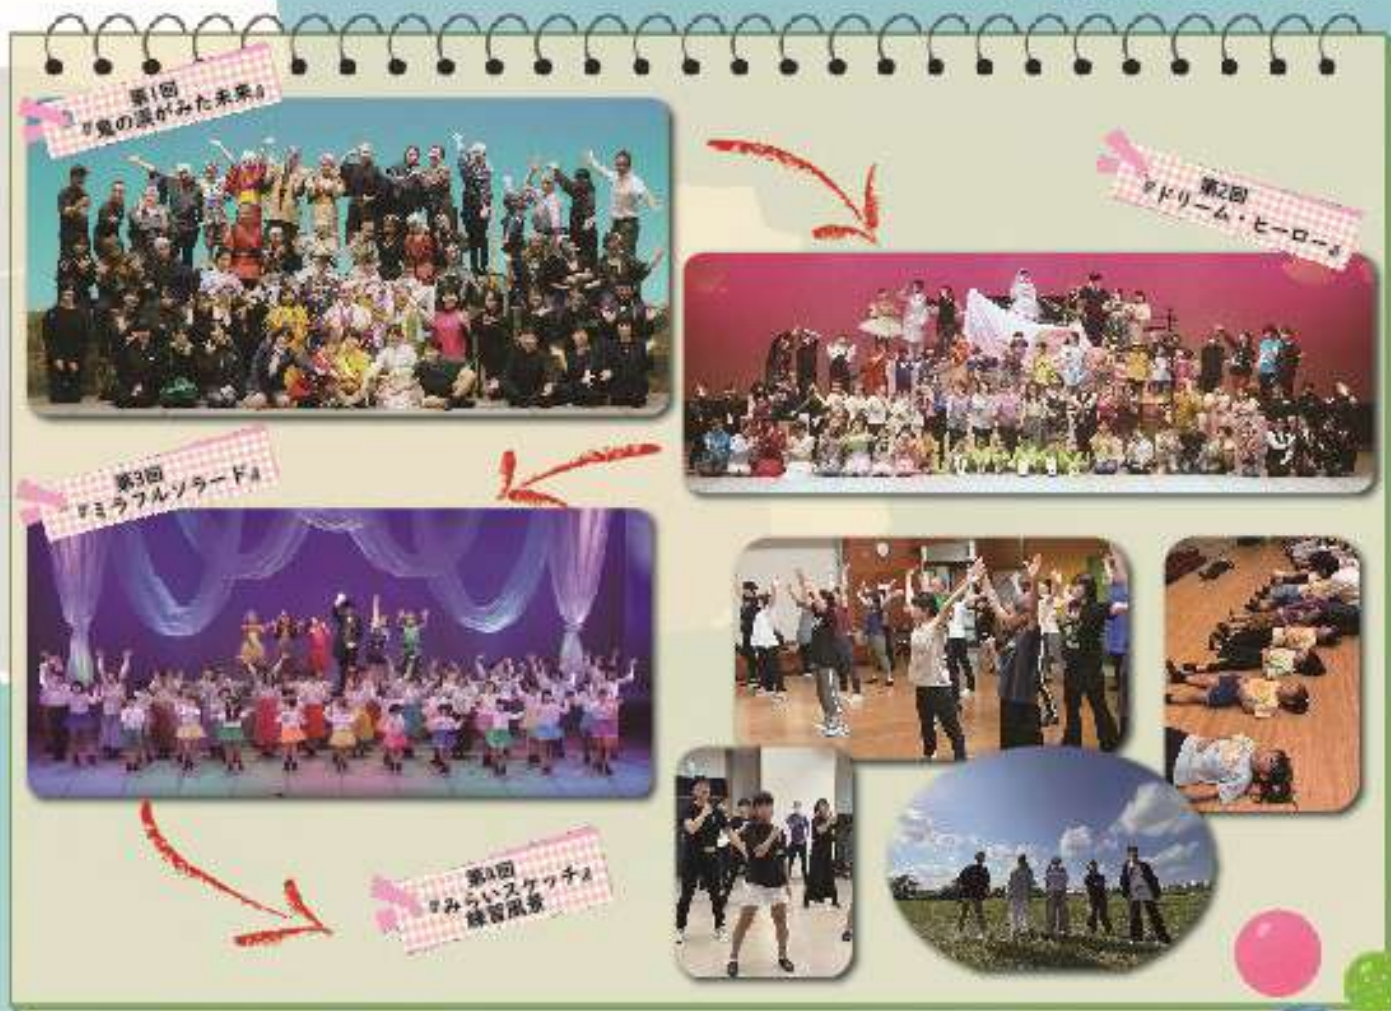 第1回
『鬼の涙がみた未来』
第2回
『ドリーム・ヒーロー』
第3回
『ミラフルソラード』
第4回
『みらいスケッチ』
練習風景